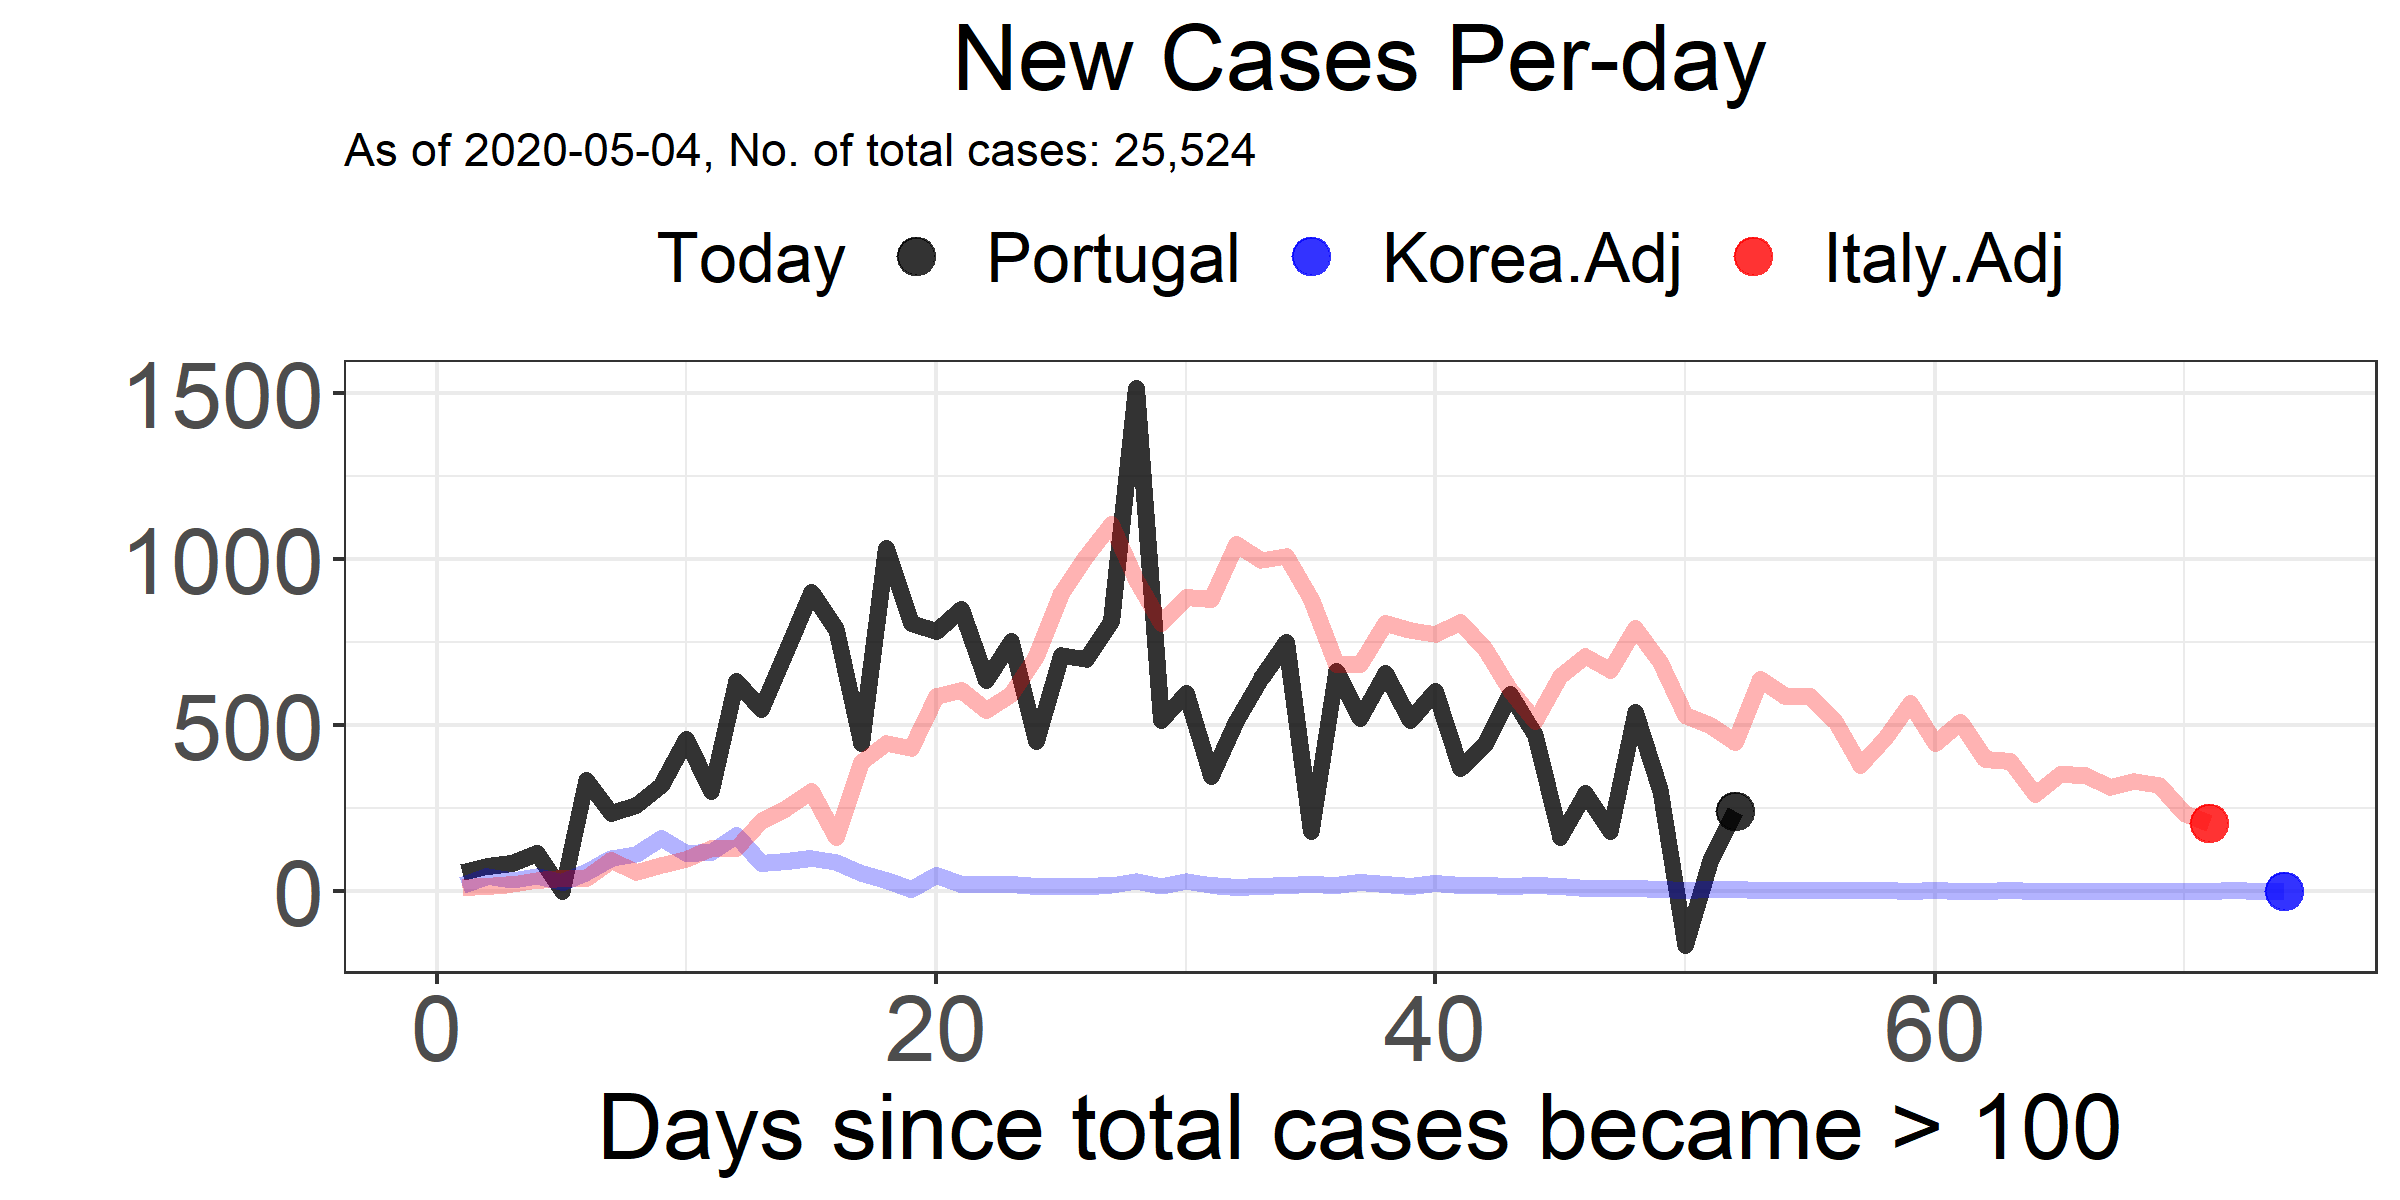 New Cases Per-day
As of 2020-05-04, No. of total cases: 25,524
Today Portugal Korea.Adj Italy.Adj
1500
1000
500
0
0 20 40 60
Days since total cases became > 100